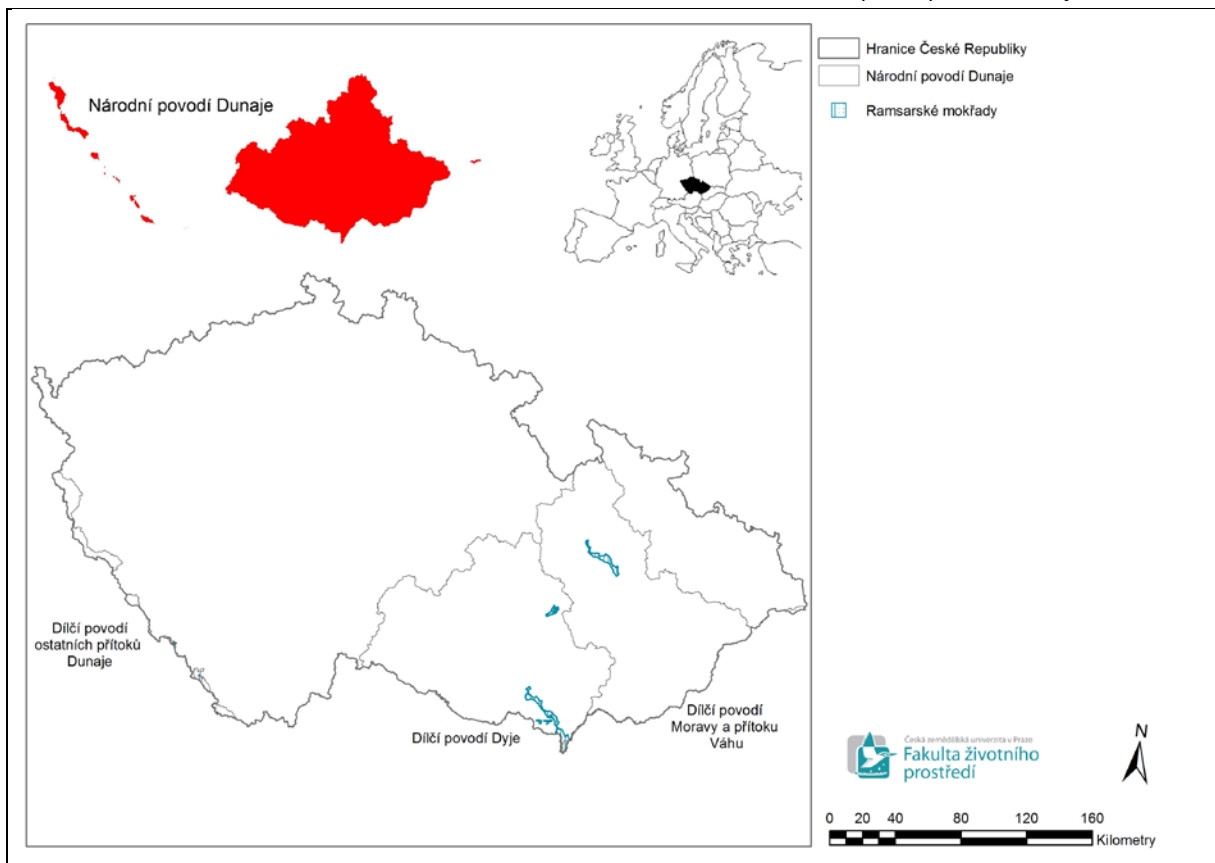 Národní povodí Dunaje
Hranice České Republiky
Národní povodí Dunaje
Ramsarské mokřady
Dílčí povodí
ostatních přítoků
Dunaje
Dílčí povodí Dyje
Dílčí povodí
Moravy a přítoku
Váhu
Česká zemědělská univerzita v Praze
Fakulta životního
prostředí
N
0 20 40 80 120 160
Kilometry